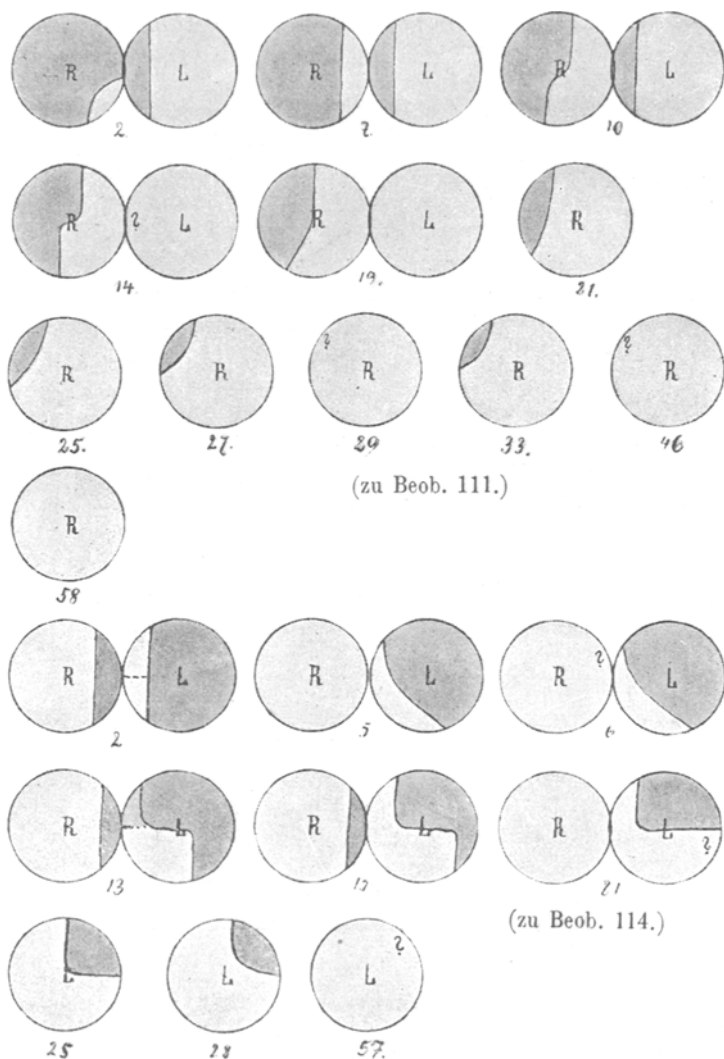 R L R L R L
2 7 10
R ? L R L R
14. 19. 21.
R R ? R R ? R
25. 27. 29 33. 46
(zu Beob. 111.)
R
58
R L R L R ? L
2 5 6
R L R L R L ?
13 21
(zu Beob. 114.)
L L L ?
25 28 57.